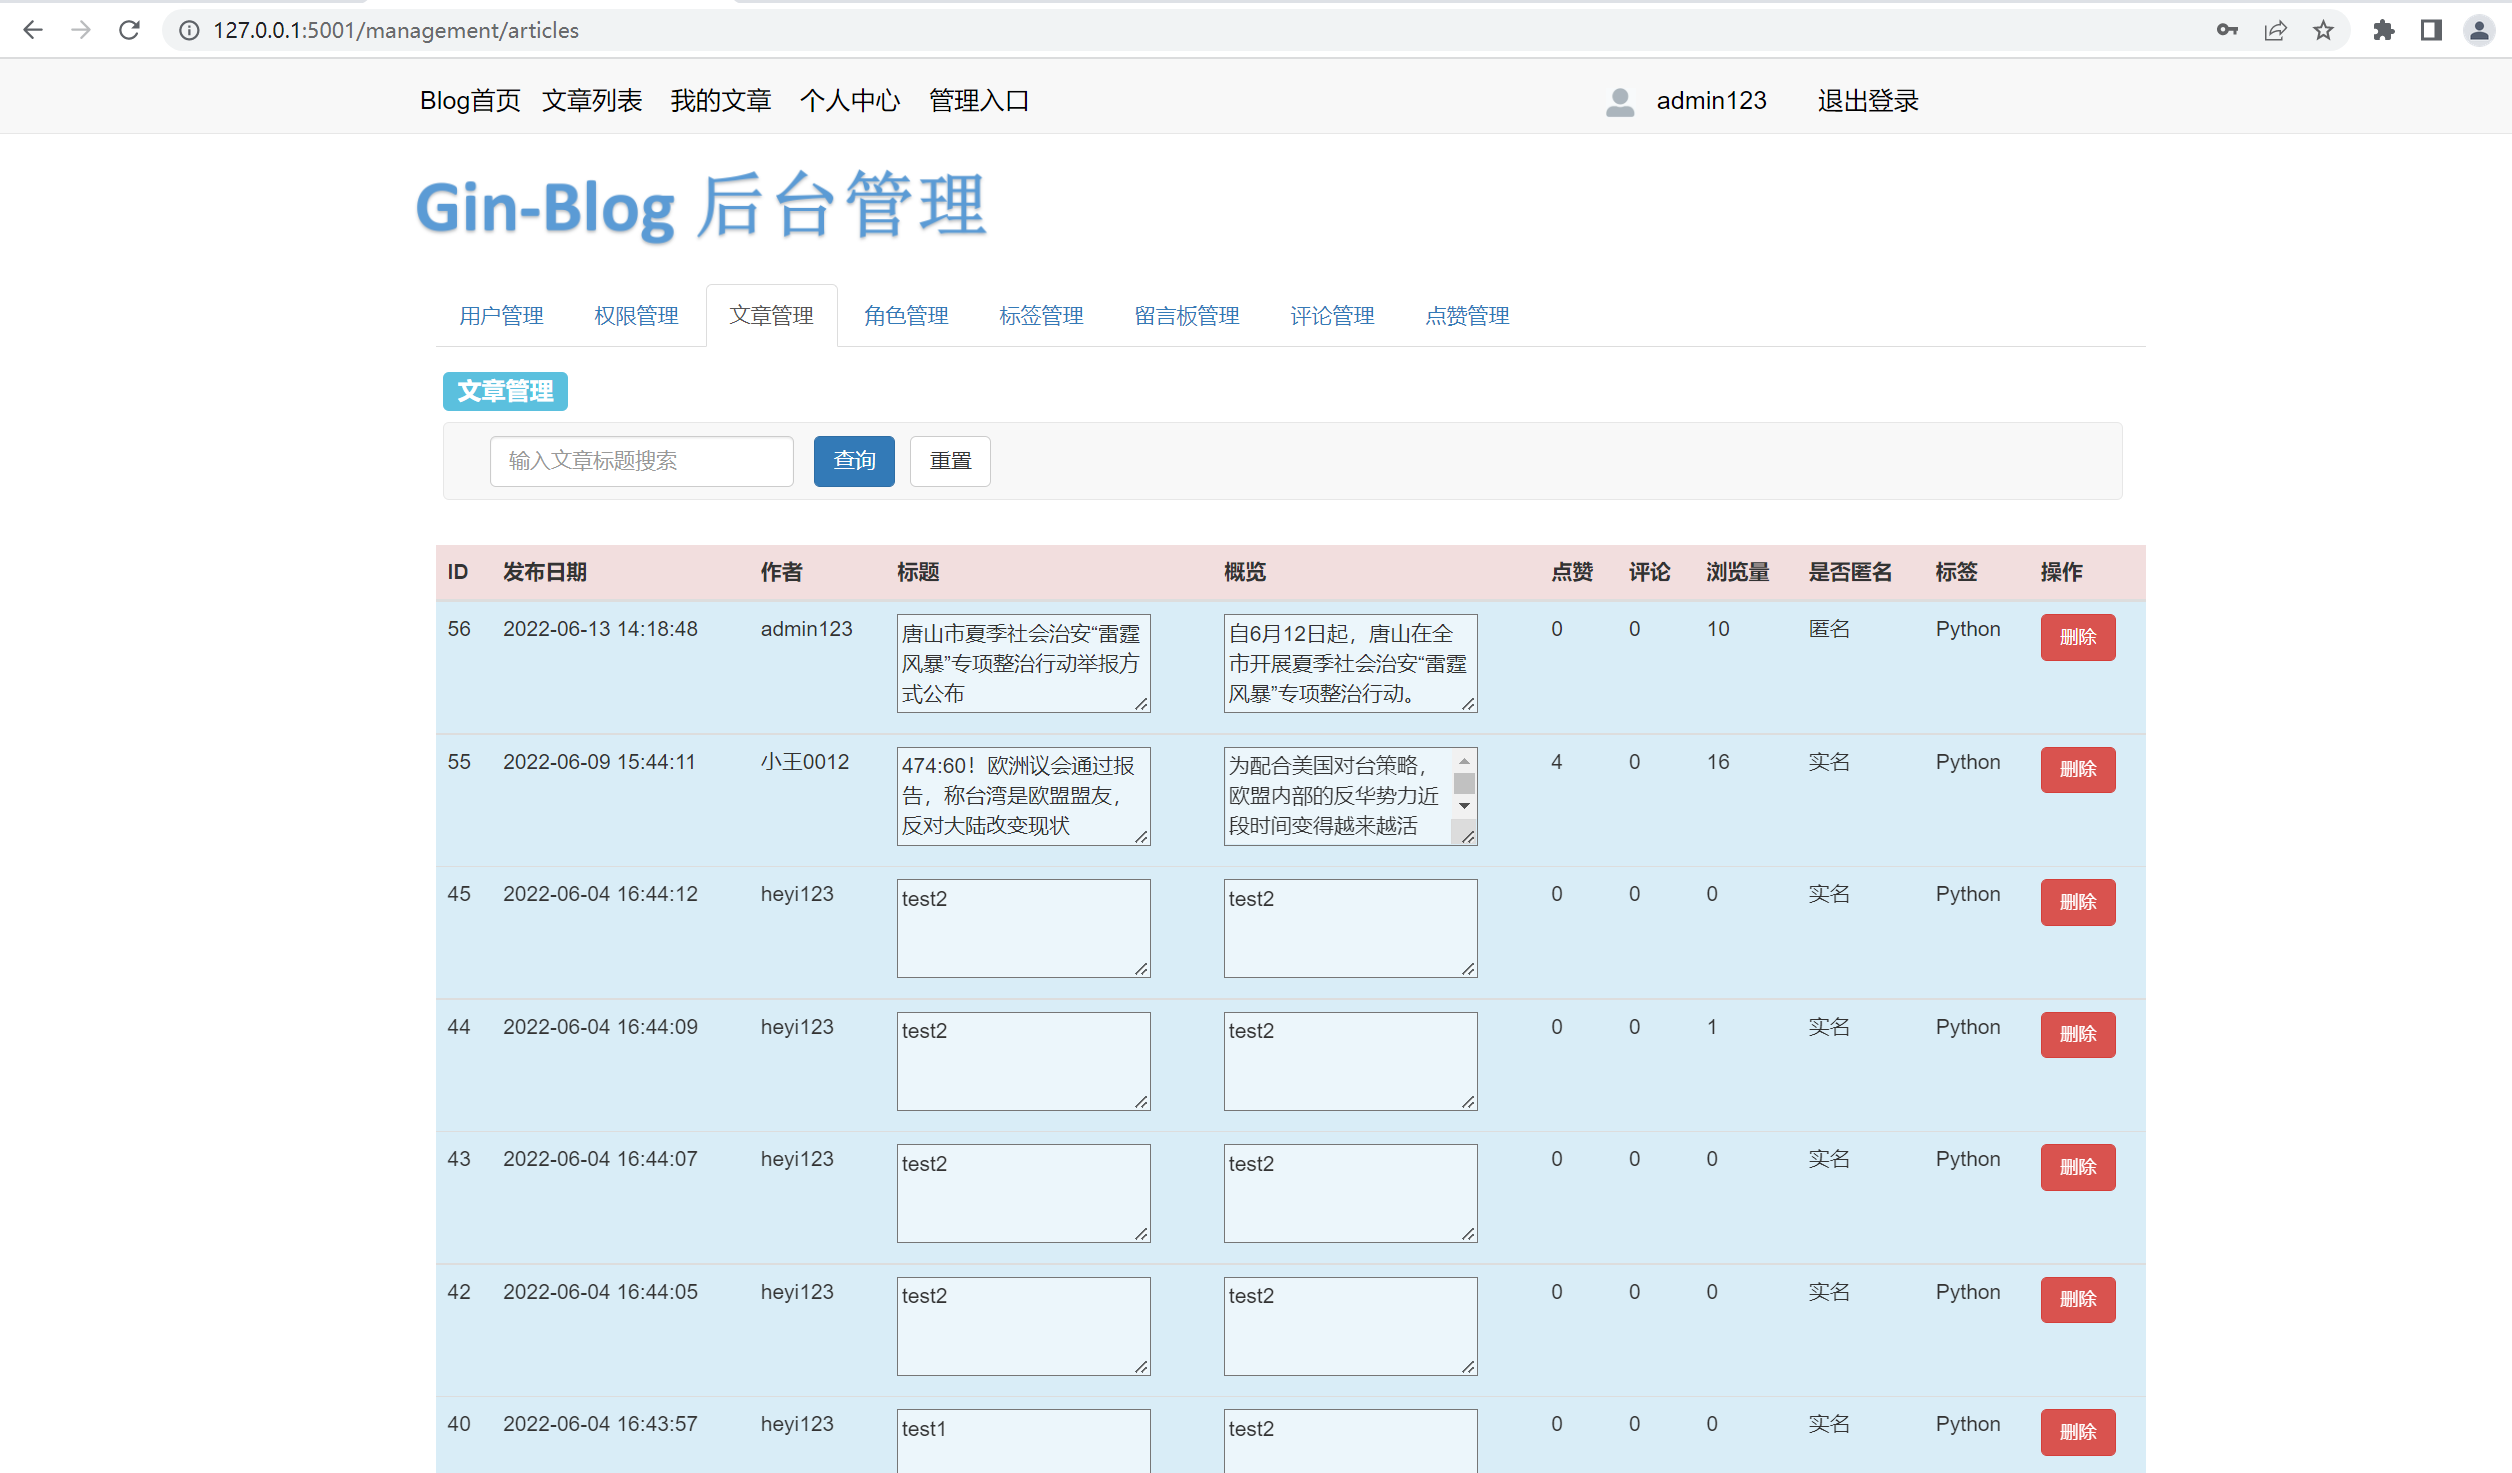 127.0.0.1:5001/management/articles
Blog首页 文章列表 我的文章 个人中心 管理入口 admin123 退出登录
Gin-Blog 后台管理
用户管理 权限管理 文章管理 角色管理 标签管理 留言板管理 评论管理 点赞管理
文章管理
输入文章标题搜索 查询 重置
ID 发布日期 作者 标题 概览 点赞 评论 浏览量 是否匿名 标签 操作
56 2022-06-13 14:18:48 admin123 唐山市夏季社会治安“雷霆 自6月12日起，唐山在全 0 0 10 匿名 Python 删除
风暴”专项整治行动举报方 市开展夏季社会治安“雷霆
式公布 风暴”专项整治行动。
55 2022-06-09 15:44:11 小王0012 474:60！欧洲议会通过报 为配合美国对台策略， 4 0 16 实名 Python 删除
告，称台湾是欧盟盟友， 欧盟内部的反华势力近
反对大陆改变现状 段时间变得越来越活
45 2022-06-04 16:44:12 heyi123 test2 test2 0 0 0 实名 Python 删除
44 2022-06-04 16:44:09 heyi123 test2 test2 0 0 1 实名 Python 删除
43 2022-06-04 16:44:07 heyi123 test2 test2 0 0 0 实名 Python 删除
42 2022-06-04 16:44:05 heyi123 test2 test2 0 0 0 实名 Python 删除
40 2022-06-04 16:43:57 heyi123 test1 test2 0 0 0 实名 Python 删除